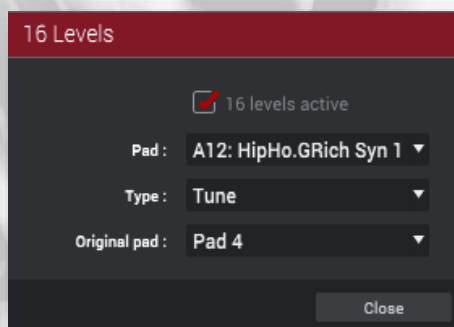 16 Levels
16 levels active
Pad : A12: HipHo.GRich Syn 1
Type : Tune
Original pad : Pad 4
Close